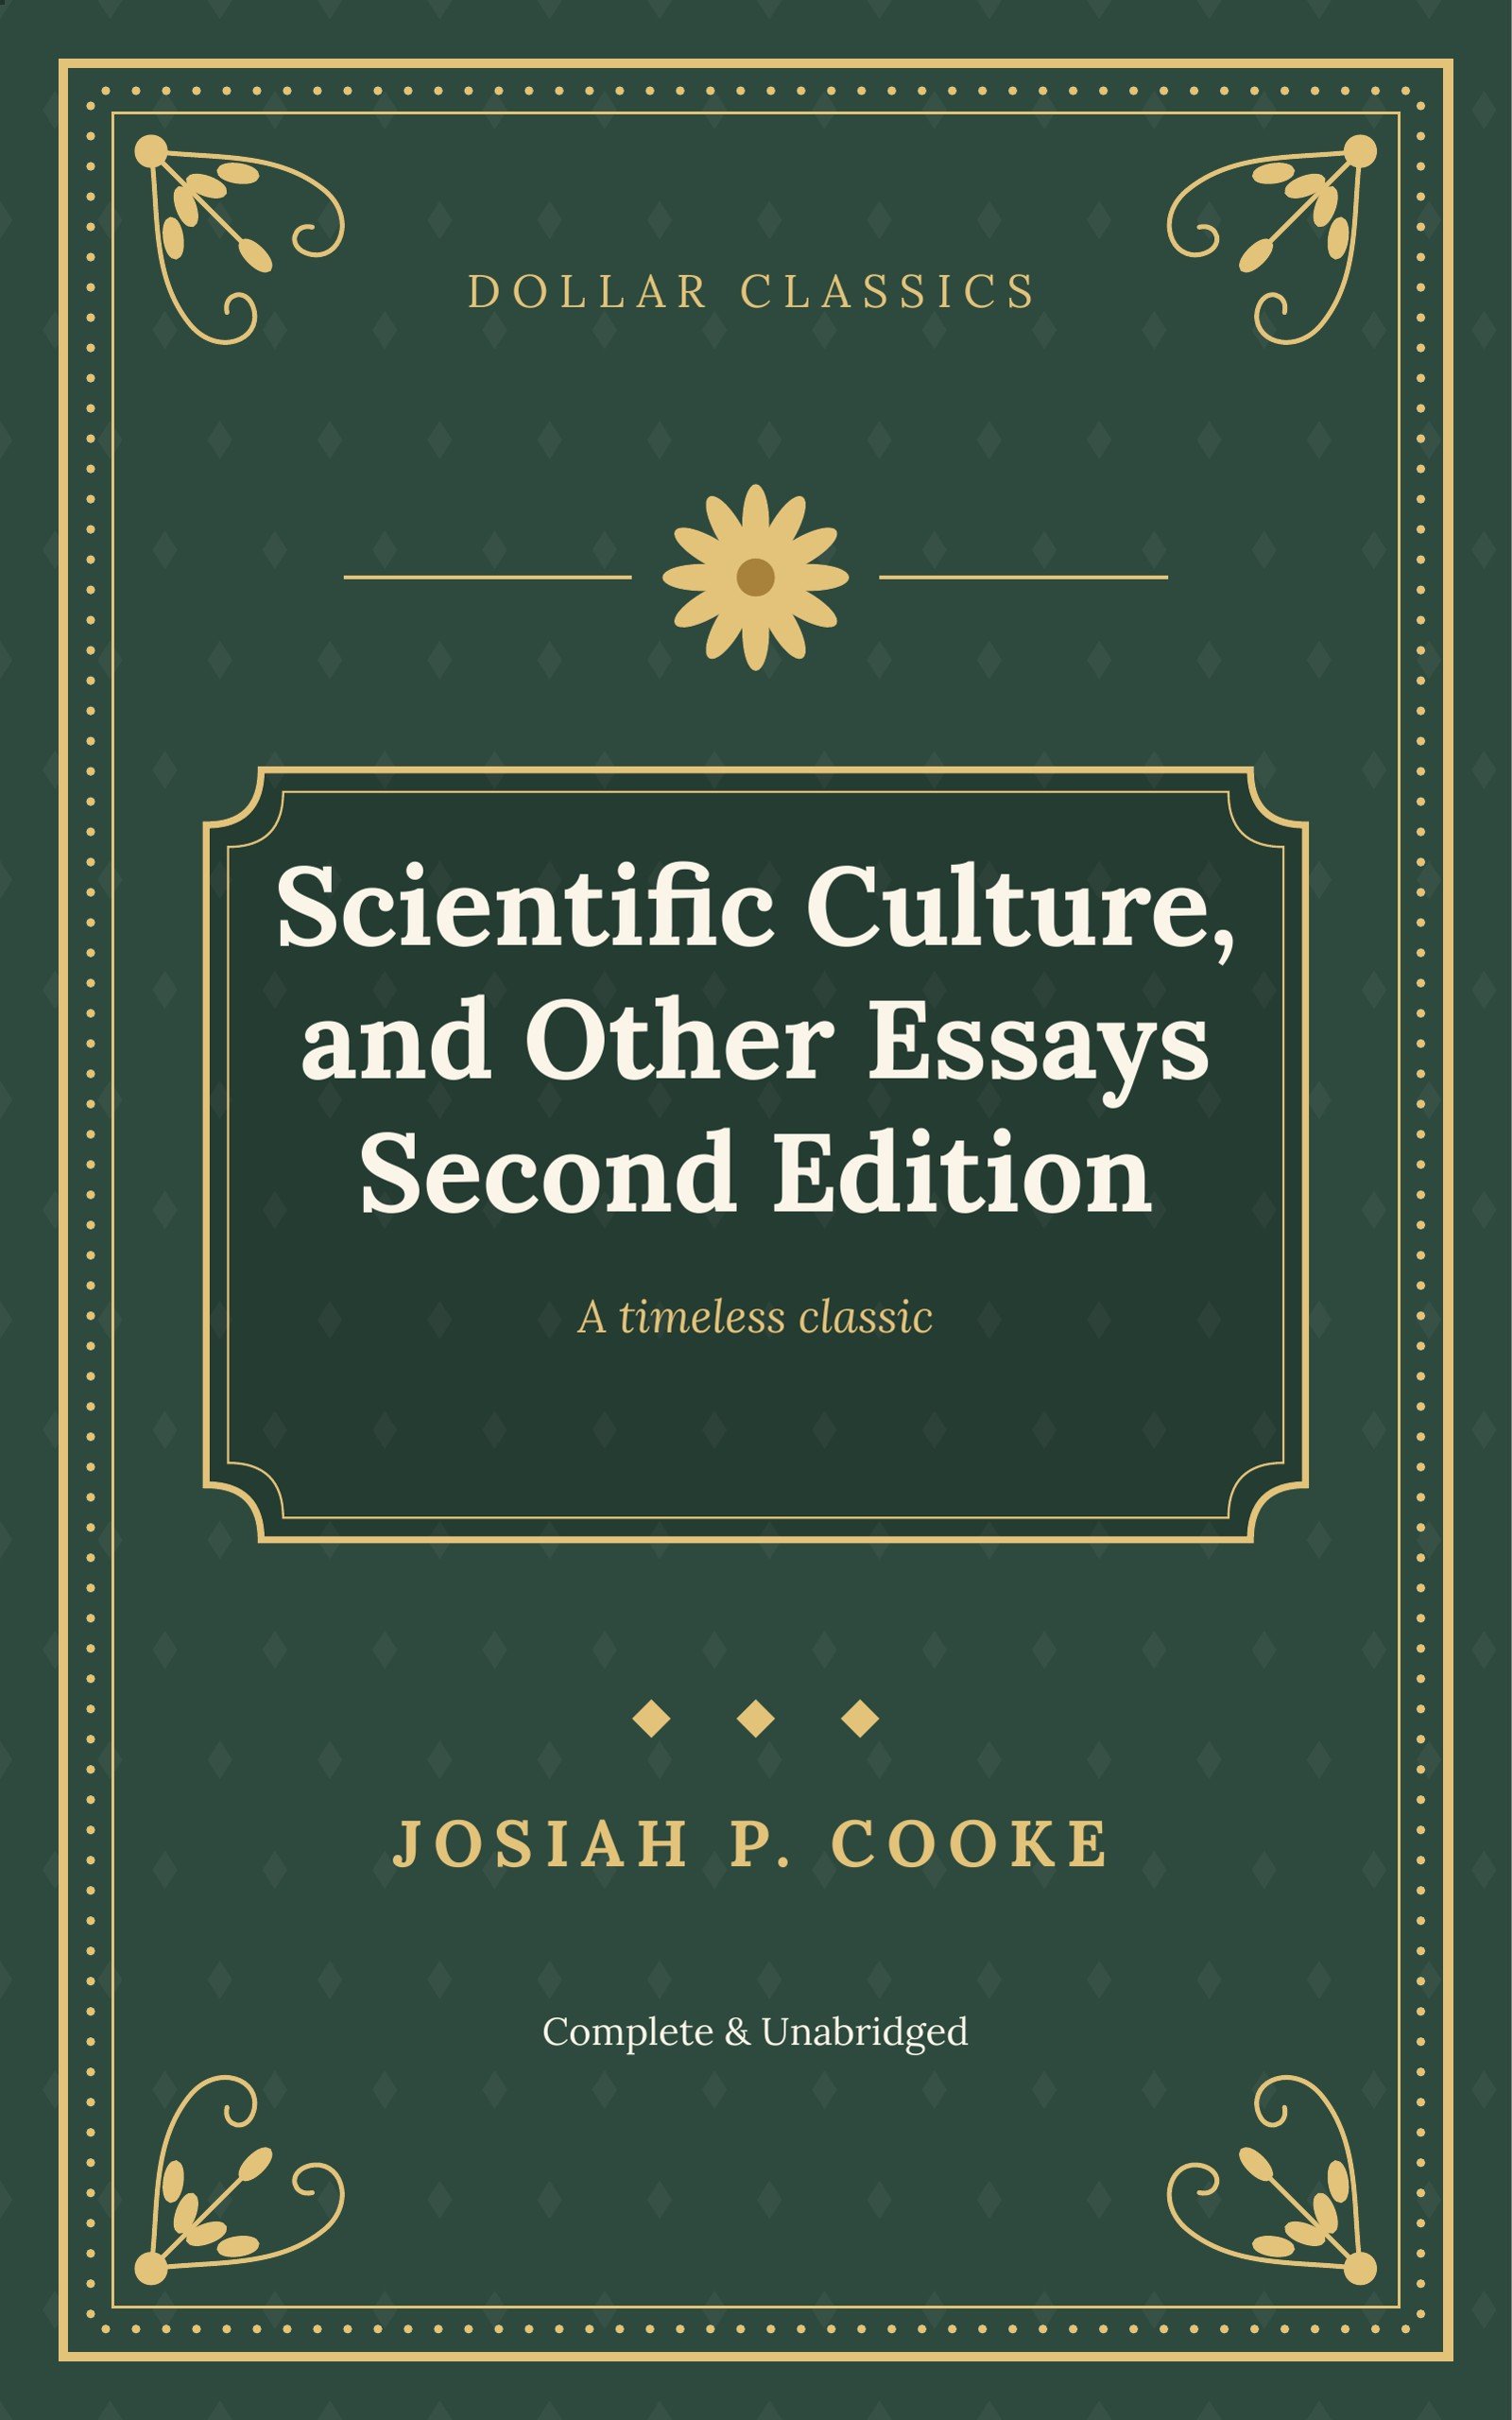 DOLLAR CLASSICS
Scientific Culture,
and Other Essays
Second Edition
A timeless classic
JOSIAH P. COOKE
Complete & Unabridged